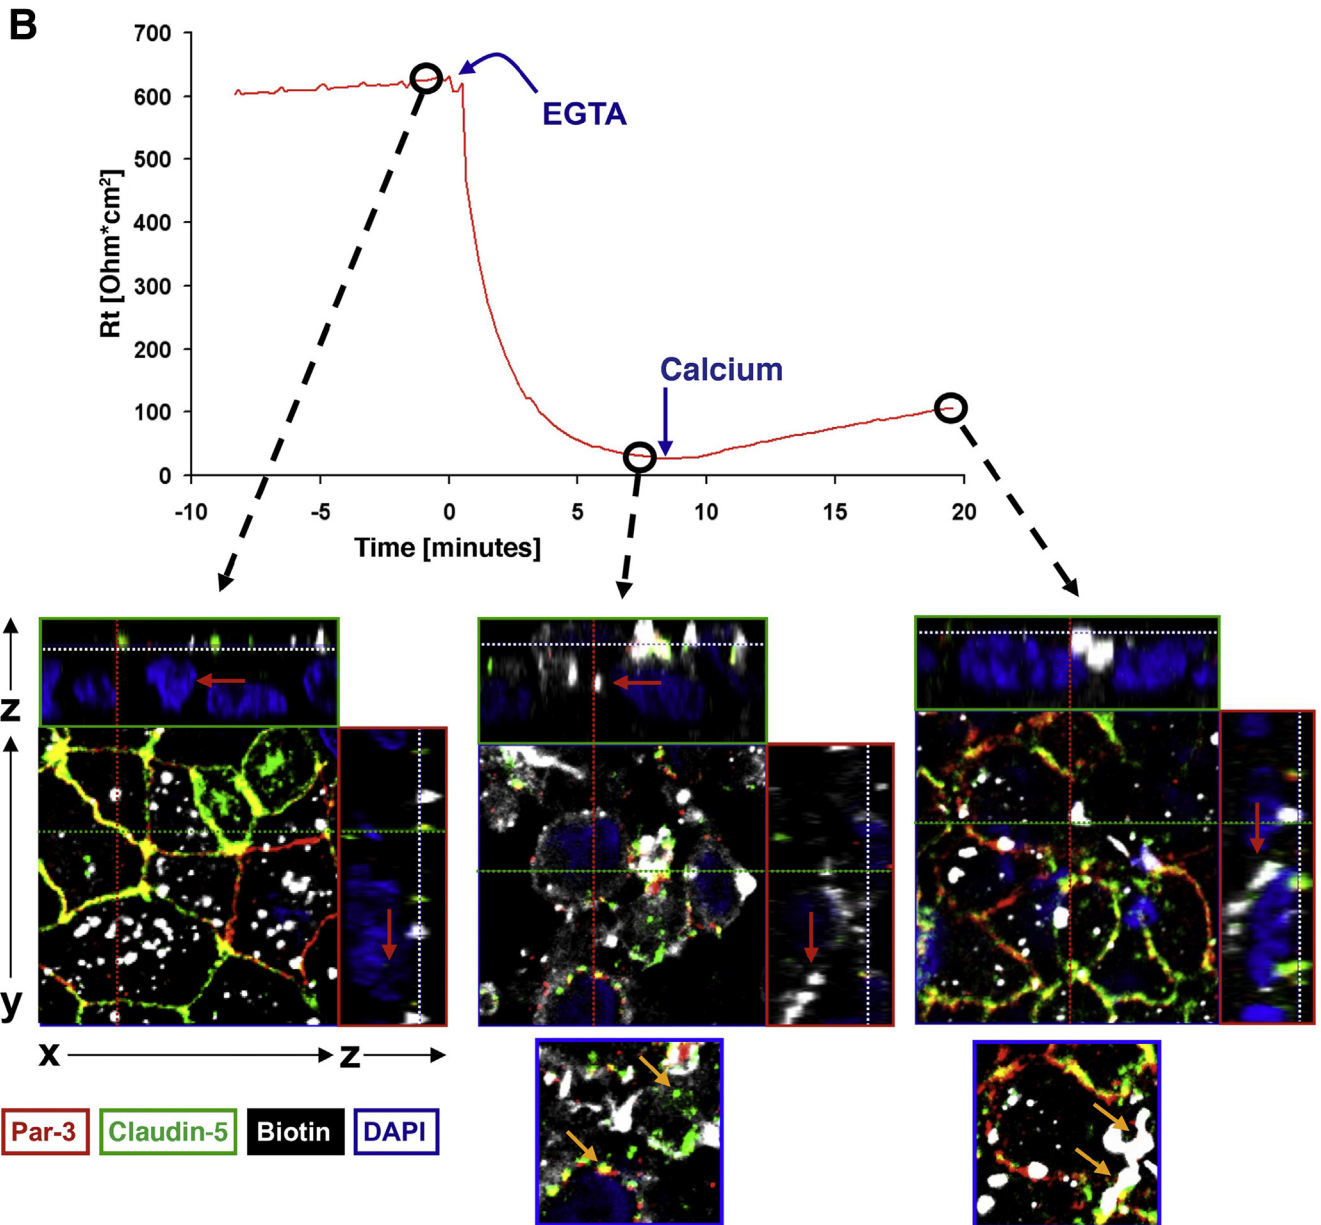 B
700
600
500
400
300
200
100
0
Rt [Ohm*cm²]
EGTA
Calcium
-10 -5 0 5 10 15 20
Time [minutes]
z
y
x z
Par-3 Claudin-5 Biotin DAPI